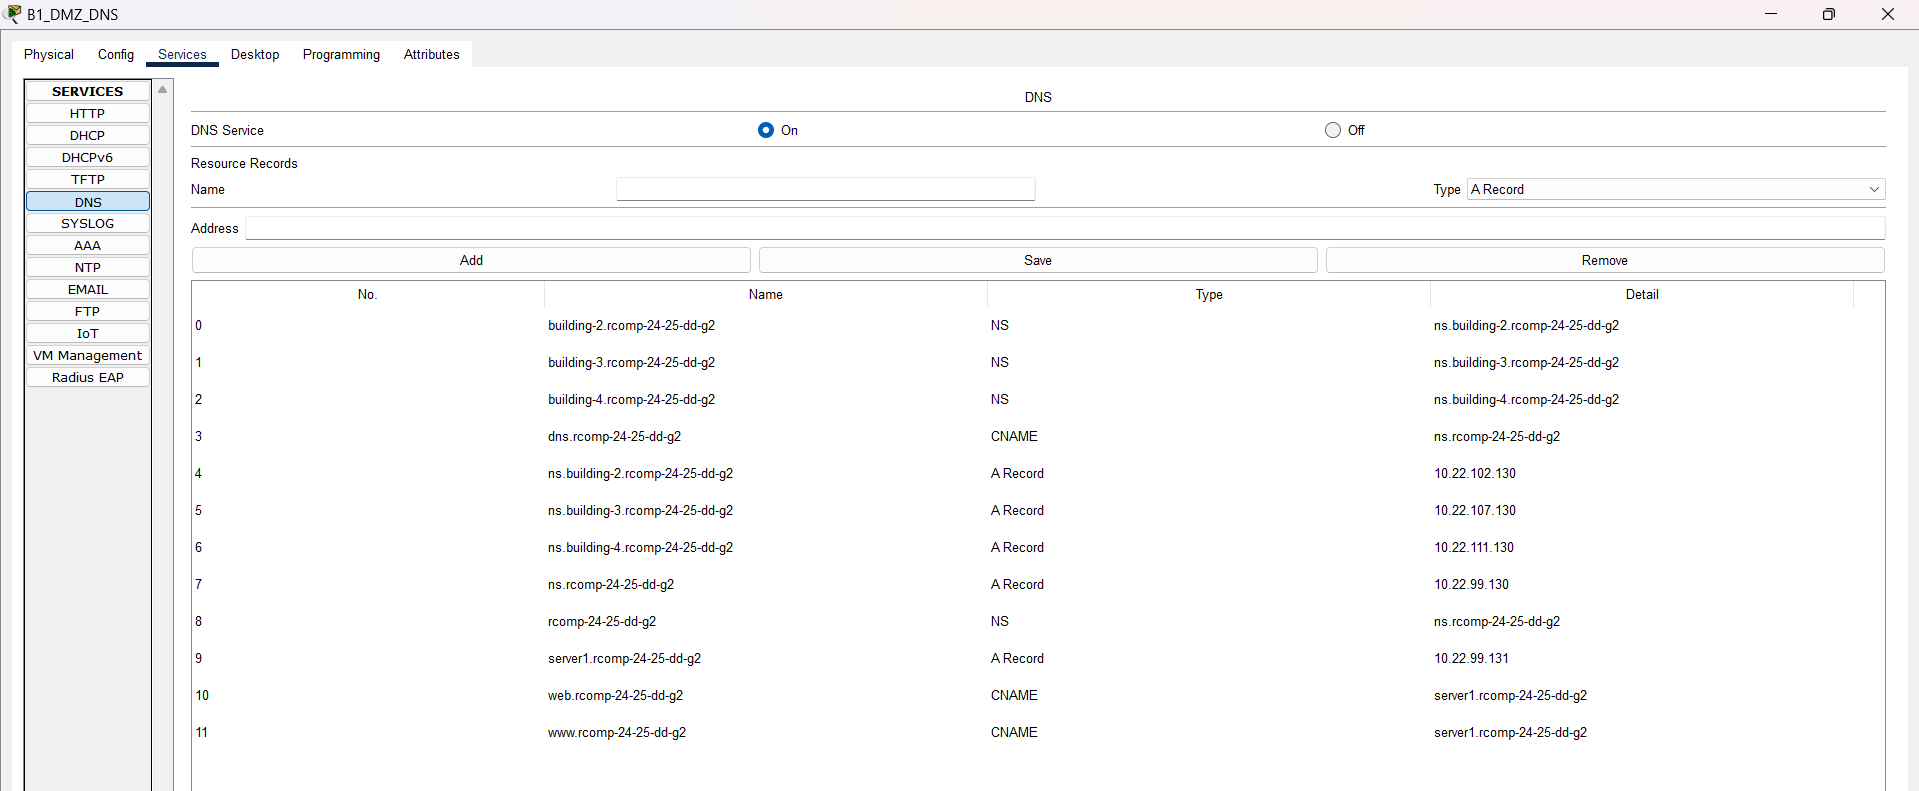 B1_DMZ_DNS
Physical Config Services Desktop Programming Attributes
SERVICES
HTTP
DHCP
DHCPv6
TFTP
DNS
SYSLOG
AAA
NTP
EMAIL
FTP
IoT
VM Management
Radius EAP
DNS
DNS Service On Off
Resource Records
Name Type A Record
Address
Add Save Remove
No. Name Type Detail
0 building-2.rcomp-24-25-dd-g2 NS ns.building-2.rcomp-24-25-dd-g2
1 building-3.rcomp-24-25-dd-g2 NS ns.building-3.rcomp-24-25-dd-g2
2 building-4.rcomp-24-25-dd-g2 NS ns.building-4.rcomp-24-25-dd-g2
3 dns.rcomp-24-25-dd-g2 CNAME ns.rcomp-24-25-dd-g2
4 ns.building-2.rcomp-24-25-dd-g2 A Record 10.22.102.130
5 ns.building-3.rcomp-24-25-dd-g2 A Record 10.22.107.130
6 ns.building-4.rcomp-24-25-dd-g2 A Record 10.22.111.130
7 ns.rcomp-24-25-dd-g2 A Record 10.22.99.130
8 rcomp-24-25-dd-g2 NS ns.rcomp-24-25-dd-g2
9 server1.rcomp-24-25-dd-g2 A Record 10.22.99.131
10 web.rcomp-24-25-dd-g2 CNAME server1.rcomp-24-25-dd-g2
11 www.rcomp-24-25-dd-g2 CNAME server1.rcomp-24-25-dd-g2